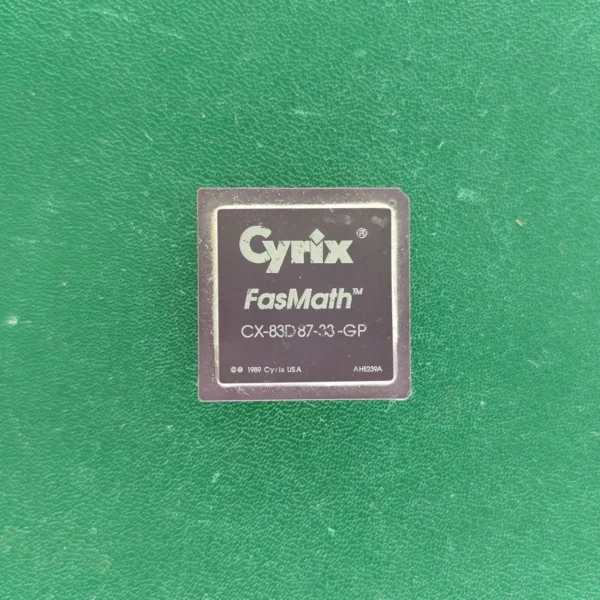 Cyrix®
FasMath™
CX-83D87-33-GP
©Ⓜ 1989 Cyrix USA AHE239A